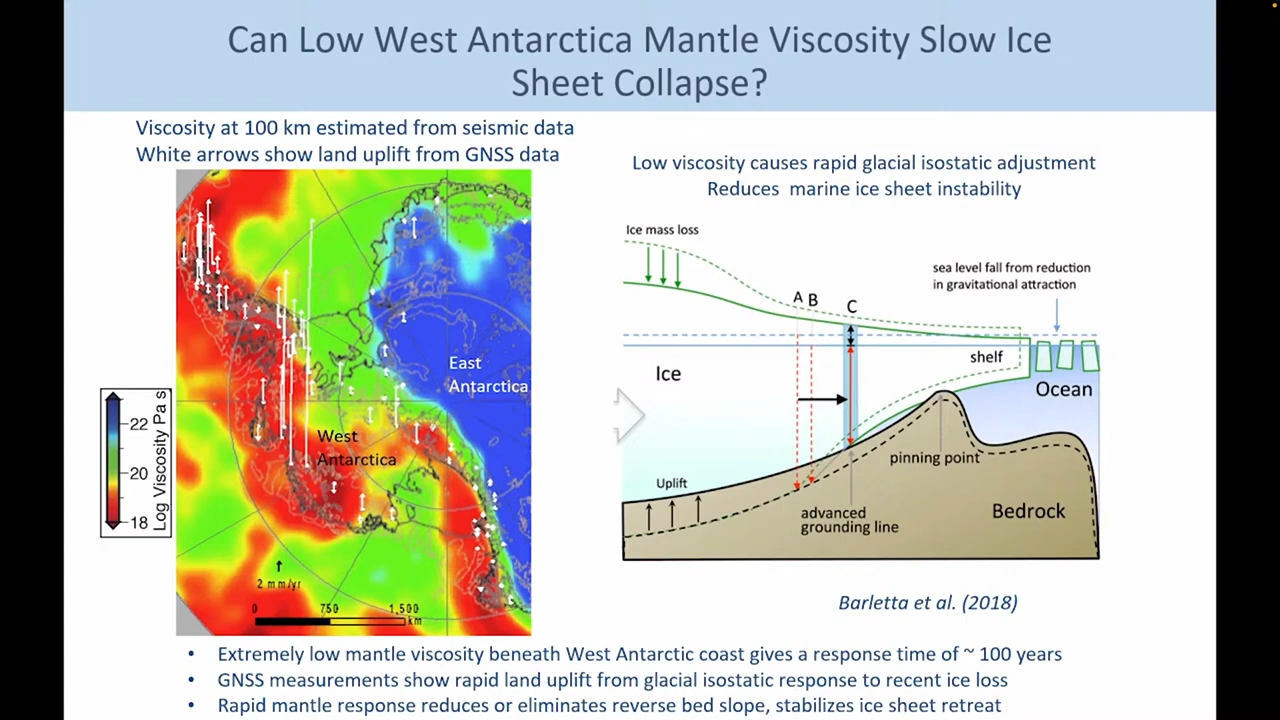 Can Low West Antarctica Mantle Viscosity Slow Ice
Sheet Collapse?
Viscosity at 100 km estimated from seismic data
White arrows show land uplift from GNSS data
East
Antarctica
West
Antarctica
22
20
18
Log Viscosity Pa s
2 mm/yr
0 750 1,500
km
Low viscosity causes rapid glacial isostatic adjustment
Reduces marine ice sheet instability
Ice mass loss
sea level fall from reduction
in gravitational attraction
A B C
shelf
Ice
Ocean
pinning point
Uplift
advanced
grounding line
Bedrock
Barletta et al. (2018)
• Extremely low mantle viscosity beneath West Antarctic coast gives a response time of ~ 100 years
• GNSS measurements show rapid land uplift from glacial isostatic response to recent ice loss
• Rapid mantle response reduces or eliminates reverse bed slope, stabilizes ice sheet retreat